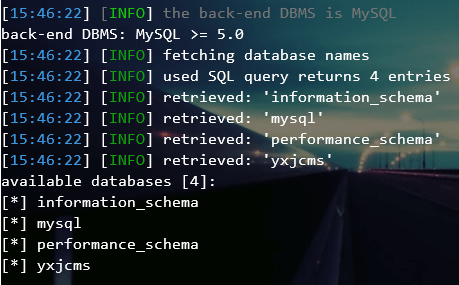 [15:46:22] [INFO] the back-end DBMS is MySQL
back-end DBMS: MySQL >= 5.0
[15:46:22] [INFO] fetching database names
[15:46:22] [INFO] used SQL query returns 4 entries
[15:46:22] [INFO] retrieved: 'information_schema'
[15:46:22] [INFO] retrieved: 'mysql'
[15:46:22] [INFO] retrieved: 'performance_schema'
[15:46:22] [INFO] retrieved: 'yxjcms'
available databases [4]:
[*] information_schema
[*] mysql
[*] performance_schema
[*] yxjcms